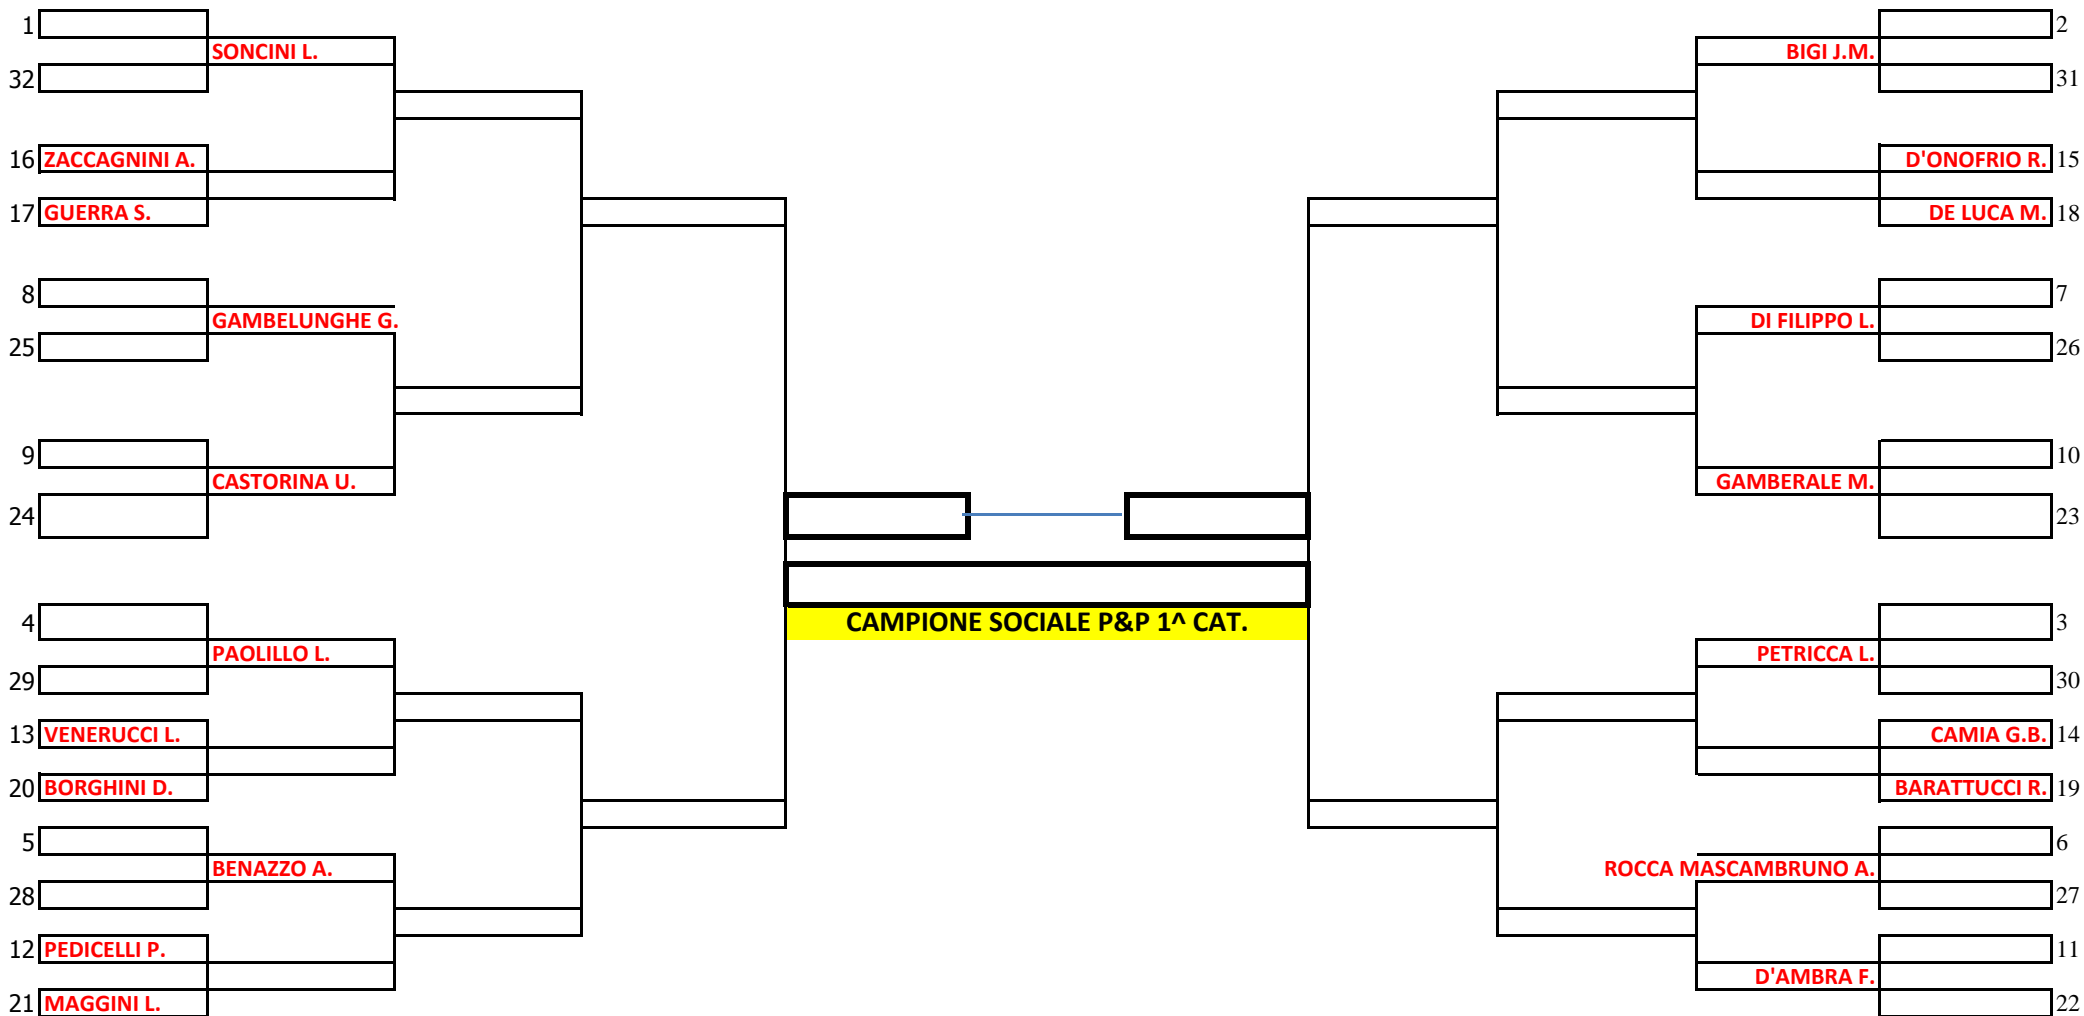 1
SONCINI L.
32
16 ZACCAGNINI A.
17 GUERRA S.
8
GAMBELUNGHE G.
25
9
CASTORINA U.
24
4
PAOLILLO L.
29
13 VENERUCCI L.
20 BORGHINI D.
5
BENAZZO A.
28
12 PEDICELLI P.
21 MAGGINI L.
CAMPIONE SOCIALE P&P 1^ CAT.
2
BIGI J.M.
31
D'ONOFRIO R. 15
DE LUCA M. 18
7
DI FILIPPO L.
26
10
GAMBERALE M.
23
3
PETRICCA L.
30
CAMIA G.B. 14
BARATTUCCI R. 19
6
ROCCA MASCAMBRUNO A.
27
11
D'AMBRA F.
22